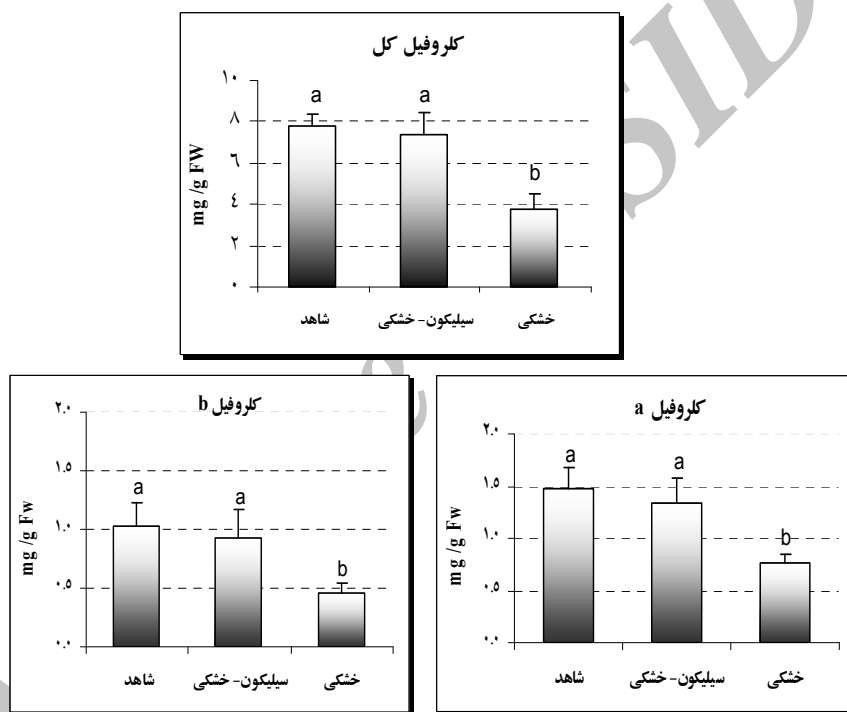 کلروفیل کل
۱۰
a
a
۸
b
٦
٤
۲
۰
mg /g FW
شاهد
سیلیکون- خشکی
خشکی
کلروفیل b
۲.۰
۱.۵
a
a
۱.۰
b
۰.۵
۰.۰
mg /g Fw
شاهد
سیلیکون- خشکی
خشکی
کلروفیل a
۲.۰
a
a
۱.۵
b
۱.۰
۰.۵
۰.۰
mg /g Fw
شاهد
سیلیکون- خشکی
خشکی
SID